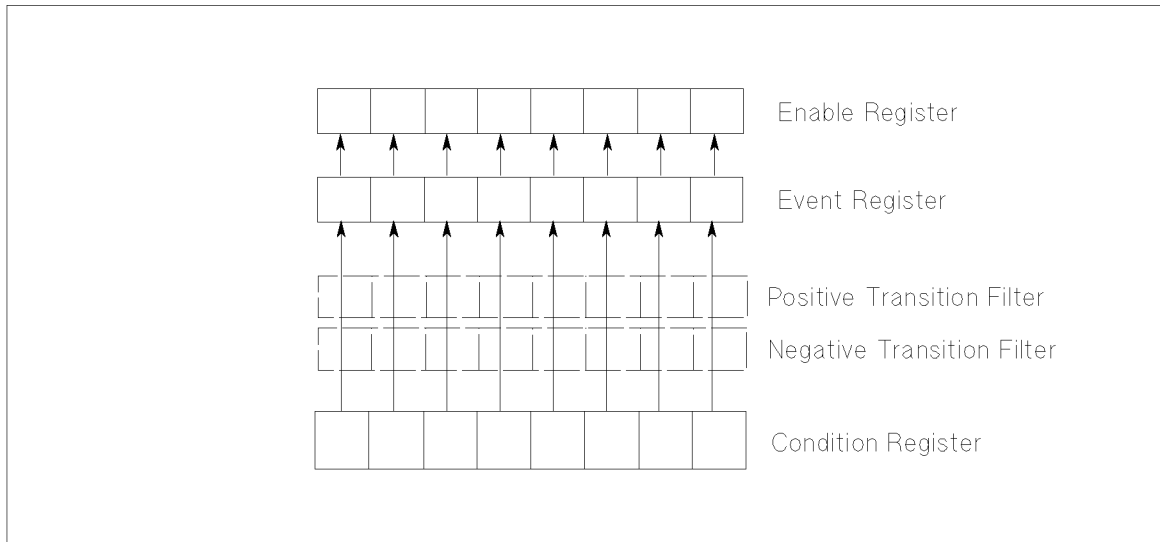 Enable Register
Event Register
Positive Transition Filter
Negative Transition Filter
Condition Register